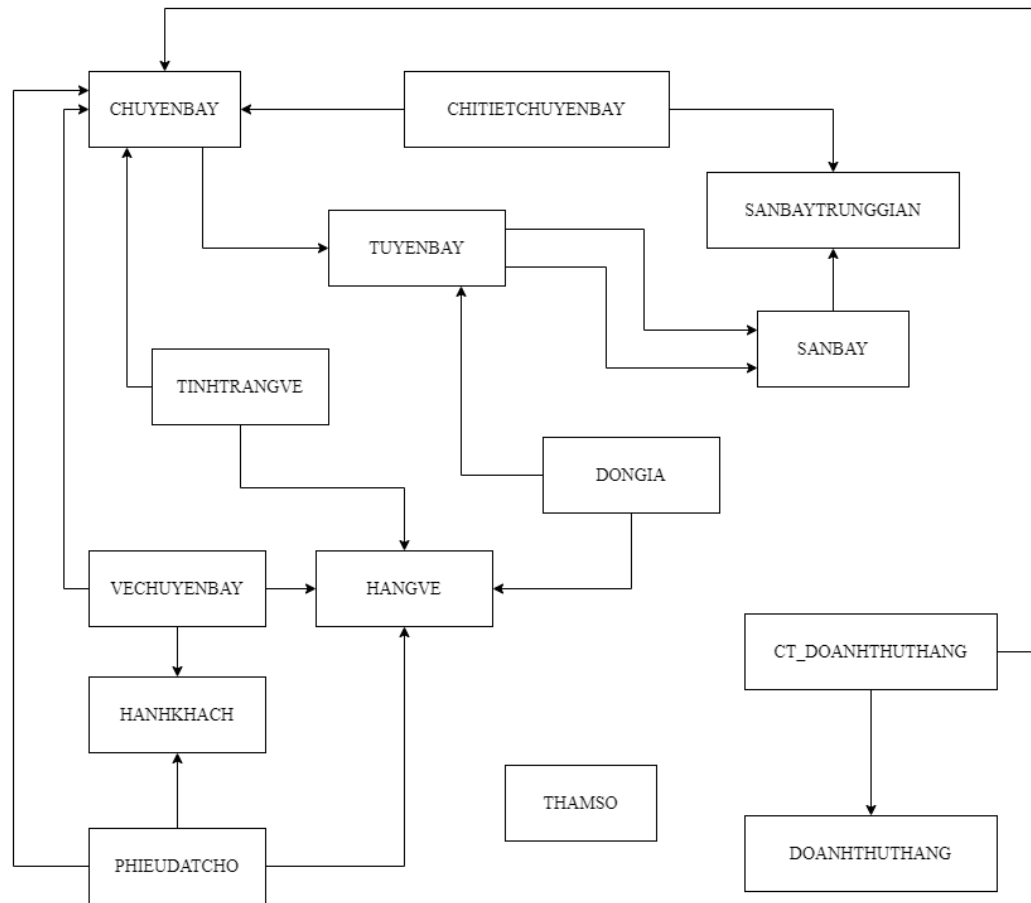 CHUYENBAY
CHITIETCHUYENBAY
SANBAYTRUNGGIAN
TUYENBAY
SANBAY
TINHTRANGVE
DONGIA
VECHUYENBAY
HANGVE
CT_DOANHTHUTHANG
HANHKHACH
THAMSO
PHIEUDATCHO
DOANHTHUTHANG